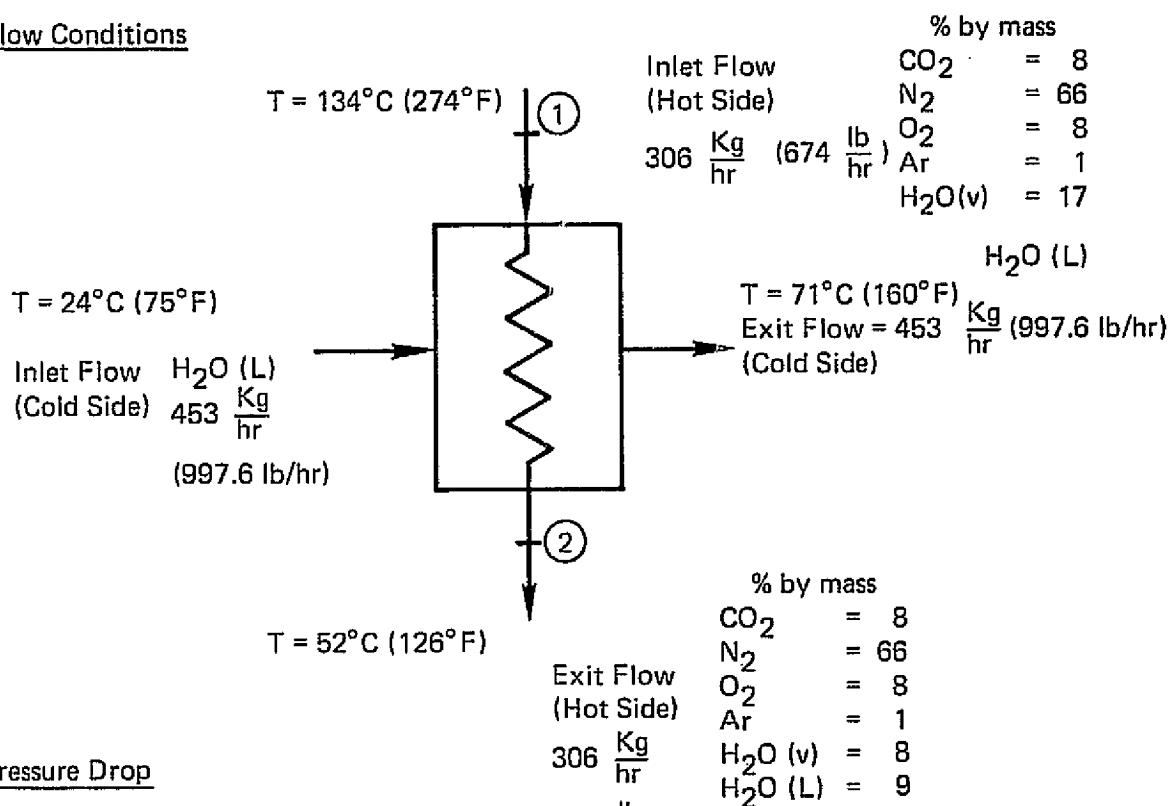 low Conditions
% by mass
Inlet Flow
(Hot Side)
306 Kg/hr (674 lb/hr)
CO2 = 8
N2 = 66
O2 = 8
Ar = 1
H2O(v) = 17
T = 134°C (274°F)
1
T = 24°C (75°F)
Inlet Flow H2O (L)
(Cold Side) 453 Kg/hr
(997.6 lb/hr)
H2O (L)
T = 71°C (160°F)
Exit Flow = 453 Kg/hr (997.6 lb/hr)
(Cold Side)
2
T = 52°C (126°F)
Exit Flow
(Hot Side)
306 Kg/hr
% by mass
CO2 = 8
N2 = 66
O2 = 8
Ar = 1
H2O (v) = 8
H2O (L) = 9
ressure Drop